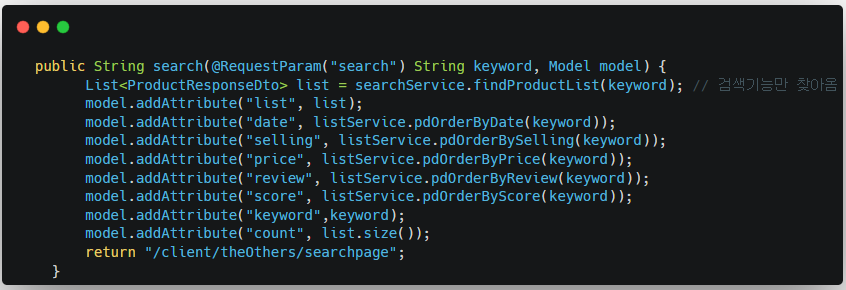 public String search(@RequestParam("search") String keyword, Model model) {
List<ProductResponseDto> list = searchService.findProductList(keyword); // 검색기능만 찾아옴
model.addAttribute("list", list);
model.addAttribute("date", listService.pdOrderByDate(keyword));
model.addAttribute("selling", listService.pdOrderBySelling(keyword));
model.addAttribute("price", listService.pdOrderByPrice(keyword));
model.addAttribute("review", listService.pdOrderByReview(keyword));
model.addAttribute("score", listService.pdOrderByScore(keyword));
model.addAttribute("keyword",keyword);
model.addAttribute("count", list.size());
return "/client/theOthers/searchpage";
}